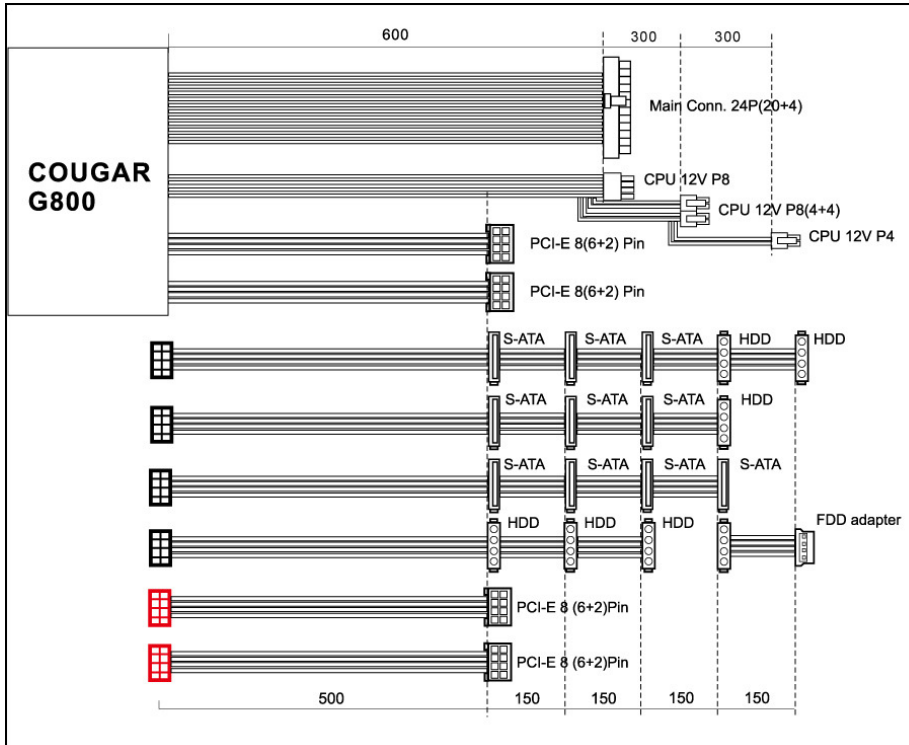 600
300
300
Main Conn. 24P(20+4)
COUGAR
G800
CPU 12V P8
CPU 12V P8(4+4)
CPU 12V P4
PCI-E 8(6+2) Pin
PCI-E 8(6+2) Pin
S-ATA
S-ATA
S-ATA
HDD
HDD
S-ATA
S-ATA
S-ATA
HDD
S-ATA
S-ATA
S-ATA
S-ATA
HDD
HDD
HDD
FDD adapter
PCI-E 8 (6+2)Pin
PCI-E 8 (6+2)Pin
500
150
150
150
150